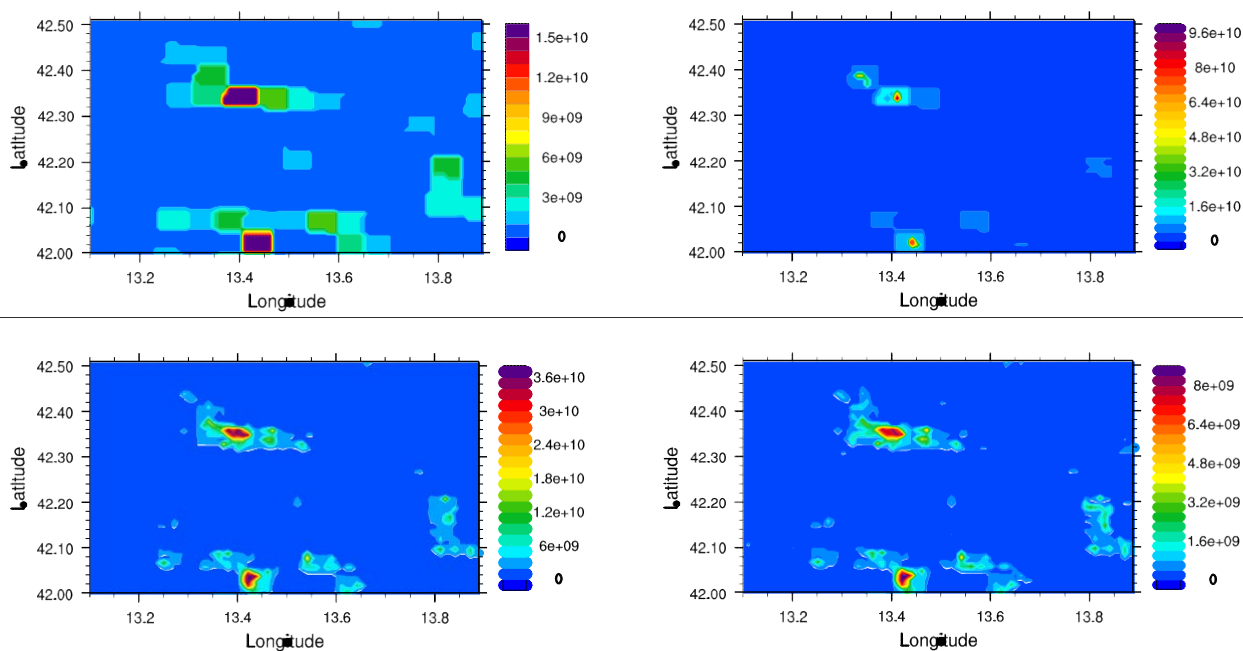 42.50
42.40
42.30
42.20
42.10
42.00
Latitude
13.2 13.4 13.6 13.8
Longitude
1.5e+10
1.2e+10
9e+09
6e+09
3e+09
0
42.50
42.40
42.30
42.20
42.10
42.00
Latitude
13.2 13.4 13.6 13.8
Longitude
9.6e+10
8e+10
6.4e+10
4.8e+10
3.2e+10
1.6e+10
0
42.50
42.40
42.30
42.20
42.10
42.00
Latitude
13.2 13.4 13.6 13.8
Longitude
3.6e+10
3e+10
2.4e+10
1.8e+10
1.2e+10
6e+09
0
42.50
42.40
42.30
42.20
42.10
42.00
Latitude
13.2 13.4 13.6 13.8
Longitude
8e+09
6.4e+09
4.8e+09
3.2e+09
1.6e+09
0